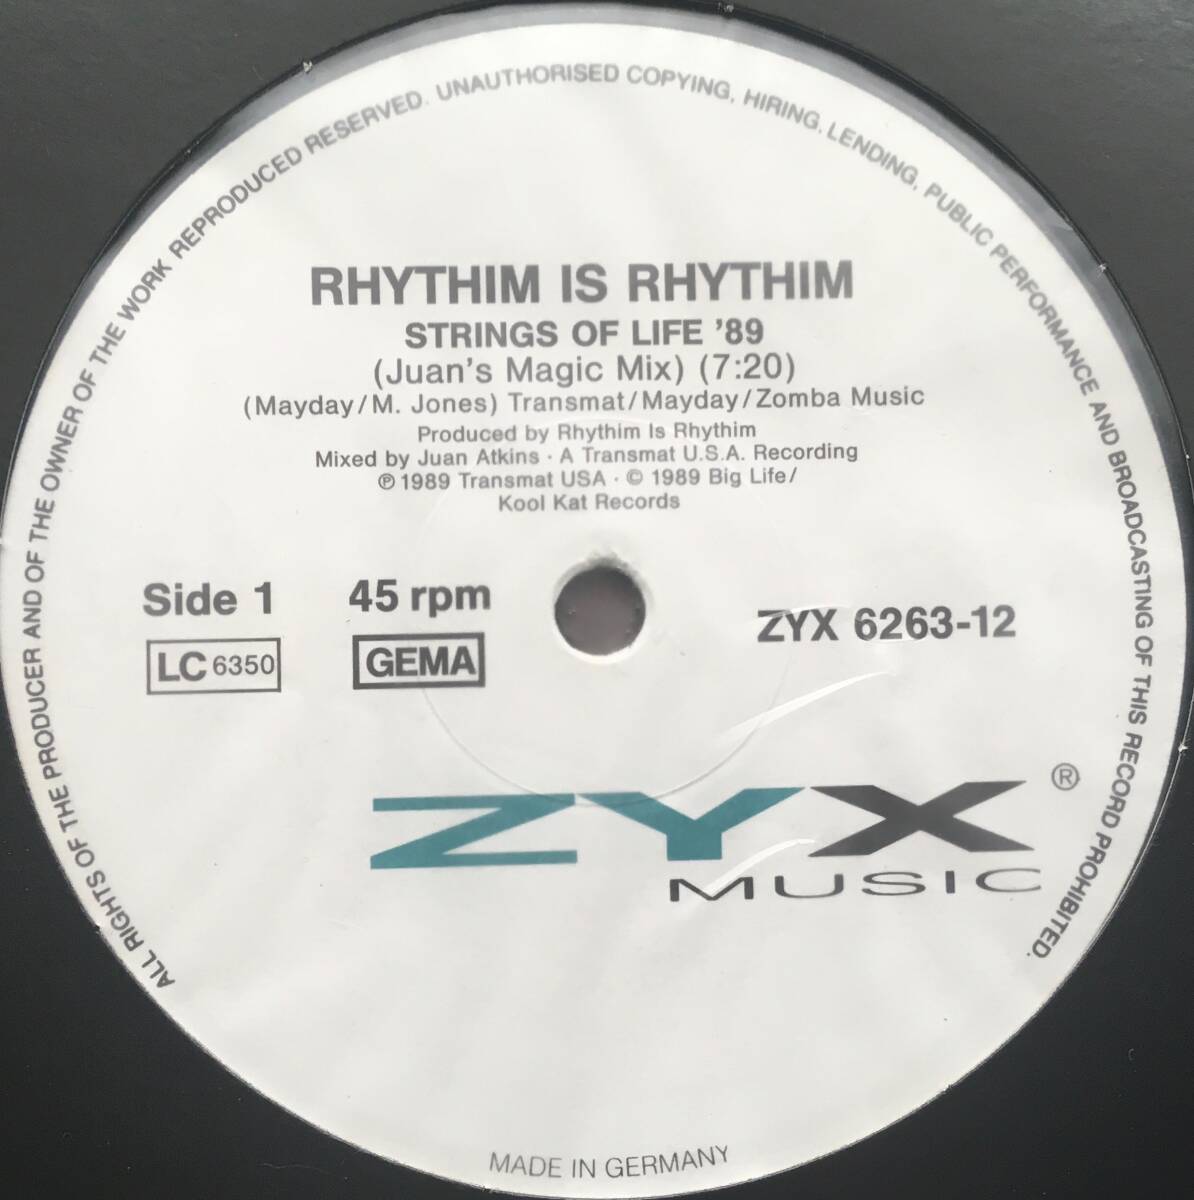 ALL RIGHTS OF THE PRODUCER AND OF THE OWNER OF THE WORK REPRODUCED RESERVED. UNAUTHORISED COPYING, HIRING, LENDING, PUBLIC PERFORMANCE AND BROADCASTING OF THIS RECORD PROHIBITED.
RHYTHIM IS RHYTHIM
STRINGS OF LIFE '89
(Juan's Magic Mix) (7:20)
(Mayday/M. Jones) Transmat/Mayday/Zomba Music
Produced by Rhythim Is Rhythim
Mixed by Juan Atkins · A Transmat U.S.A. Recording
℗ 1989 Transmat USA · © 1989 Big Life/
Kool Kat Records
Side 1 45 rpm
ZYX 6263-12
LC 6350 GEMA
ZYX ®
MUSIC
MADE IN GERMANY